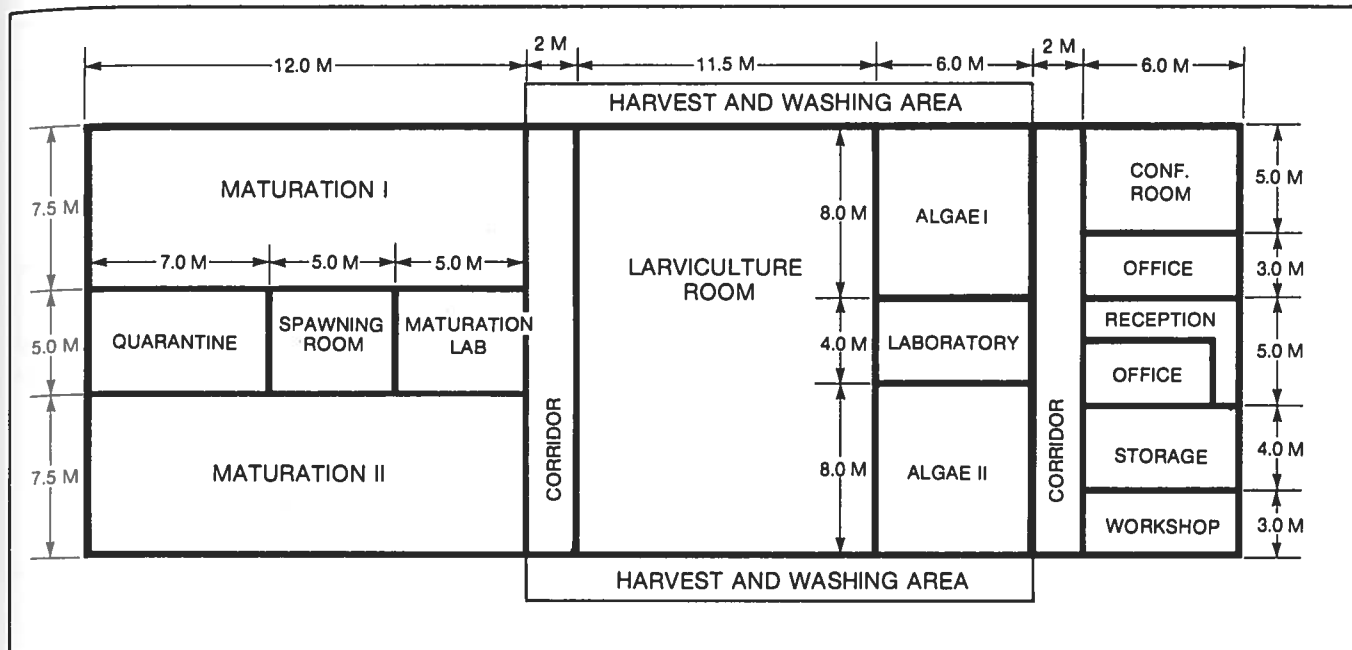 2 M
2 M
12.0 M
11.5 M
6.0 M
6.0 M
HARVEST AND WASHING AREA
7.5 M
MATURATION I
7.0 M
5.0 M
5.0 M
5.0 M
QUARANTINE
SPAWNING
ROOM
MATURATION
LAB
7.5 M
MATURATION II
CORRIDOR
LARVICULTURE
ROOM
8.0 M
ALGAE I
4.0 M
LABORATORY
8.0 M
ALGAE II
CORRIDOR
CONF.
ROOM
5.0 M
OFFICE
3.0 M
RECEPTION
5.0 M
OFFICE
STORAGE
4.0 M
WORKSHOP
3.0 M
HARVEST AND WASHING AREA